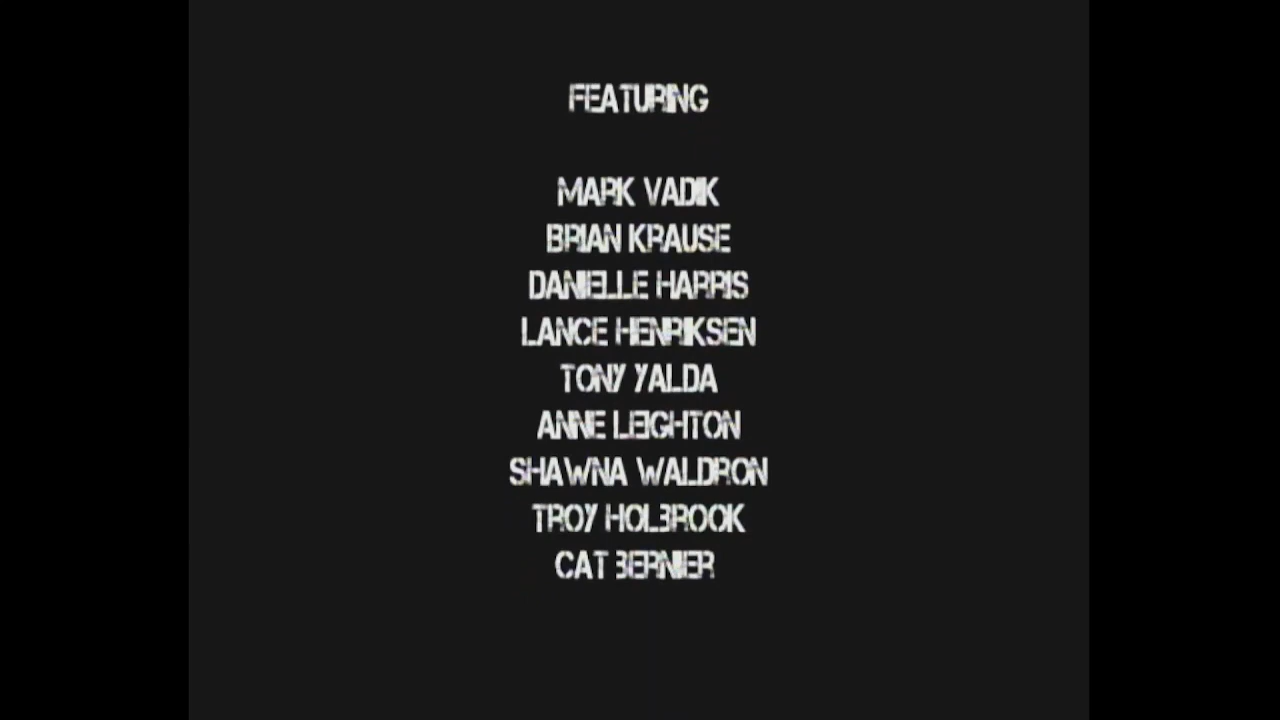 FEATURING
MARK VADIK
BRIAN KRAUSE
DANIELLE HARRIS
LANCE HENRIKSEN
TONY YALDA
ANNE LEIGHTON
SHAWNA WALDRON
TROY HOLBROOK
CAT BERNIER